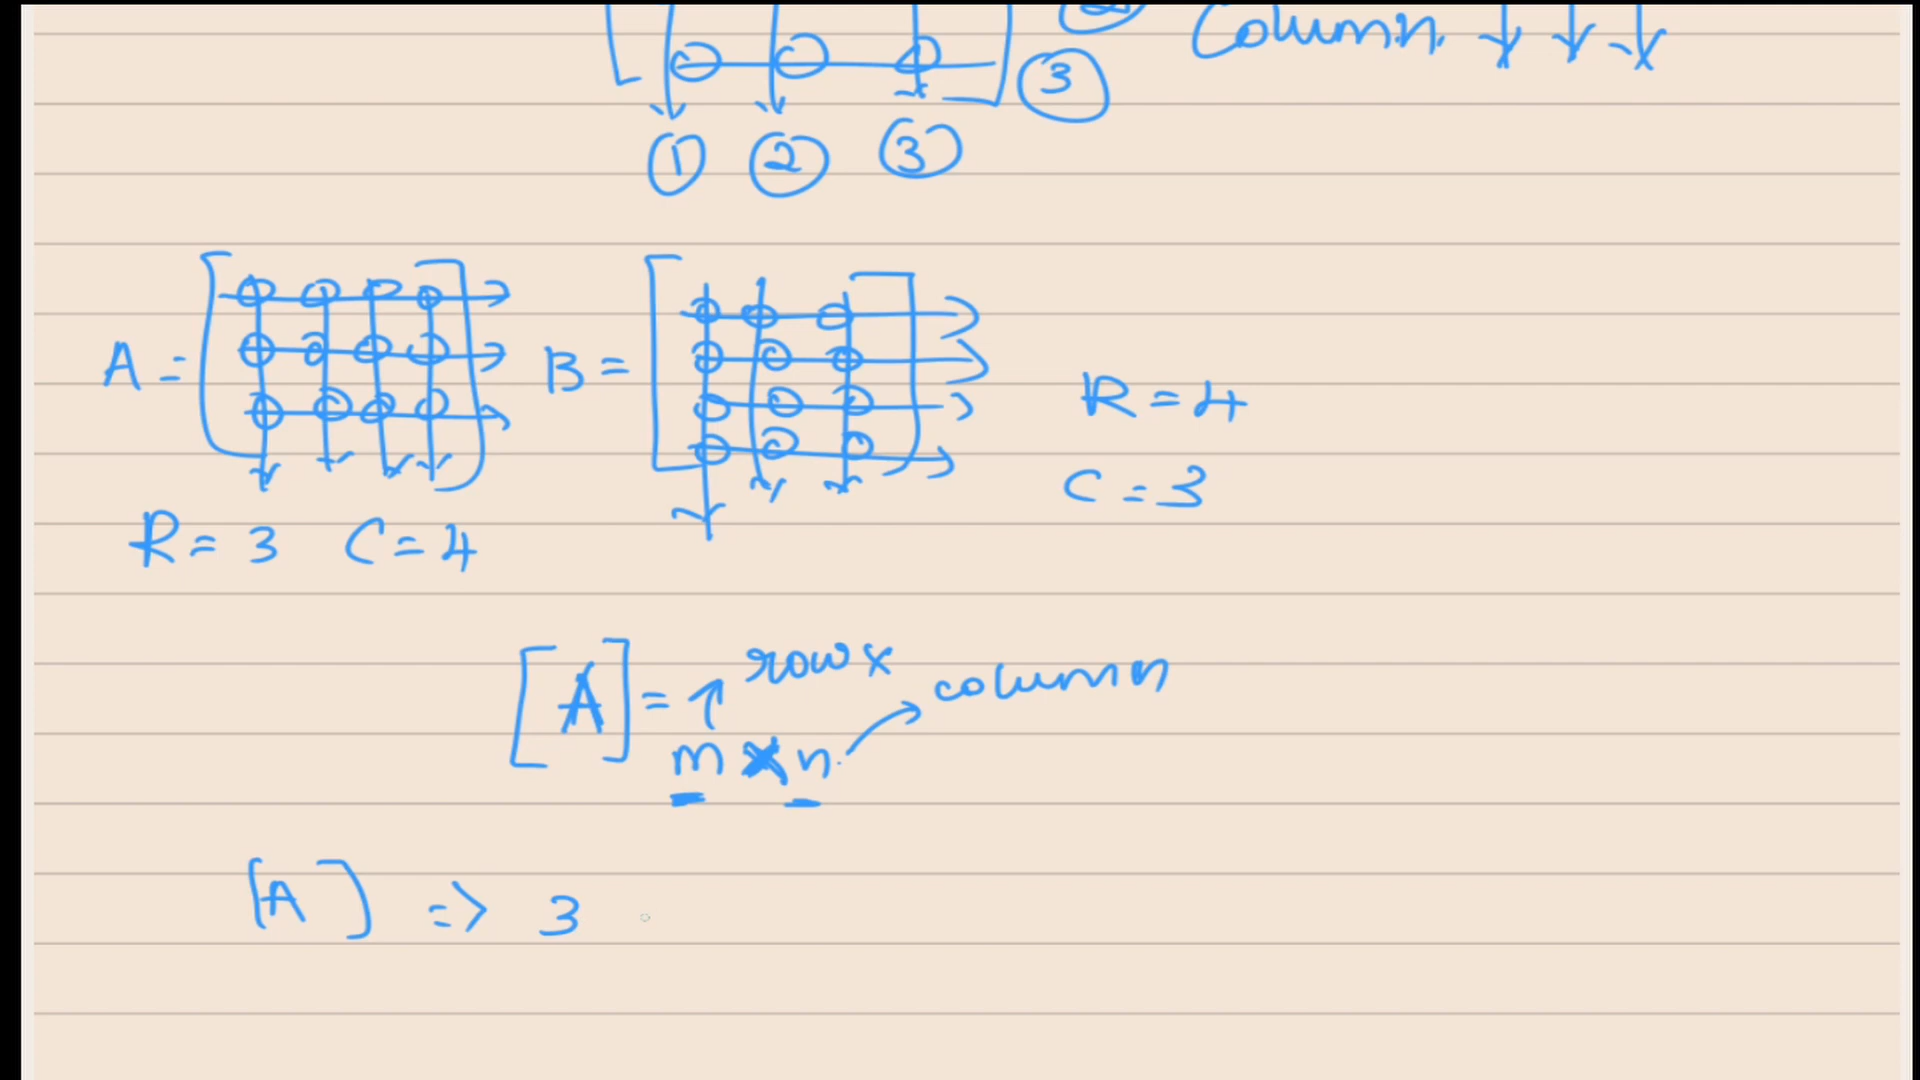 Column.
3
1 2 3
A = B =
R = 4
C = 3
R = 3 C = 4
[A] = row x column
m x n
[A] => 3